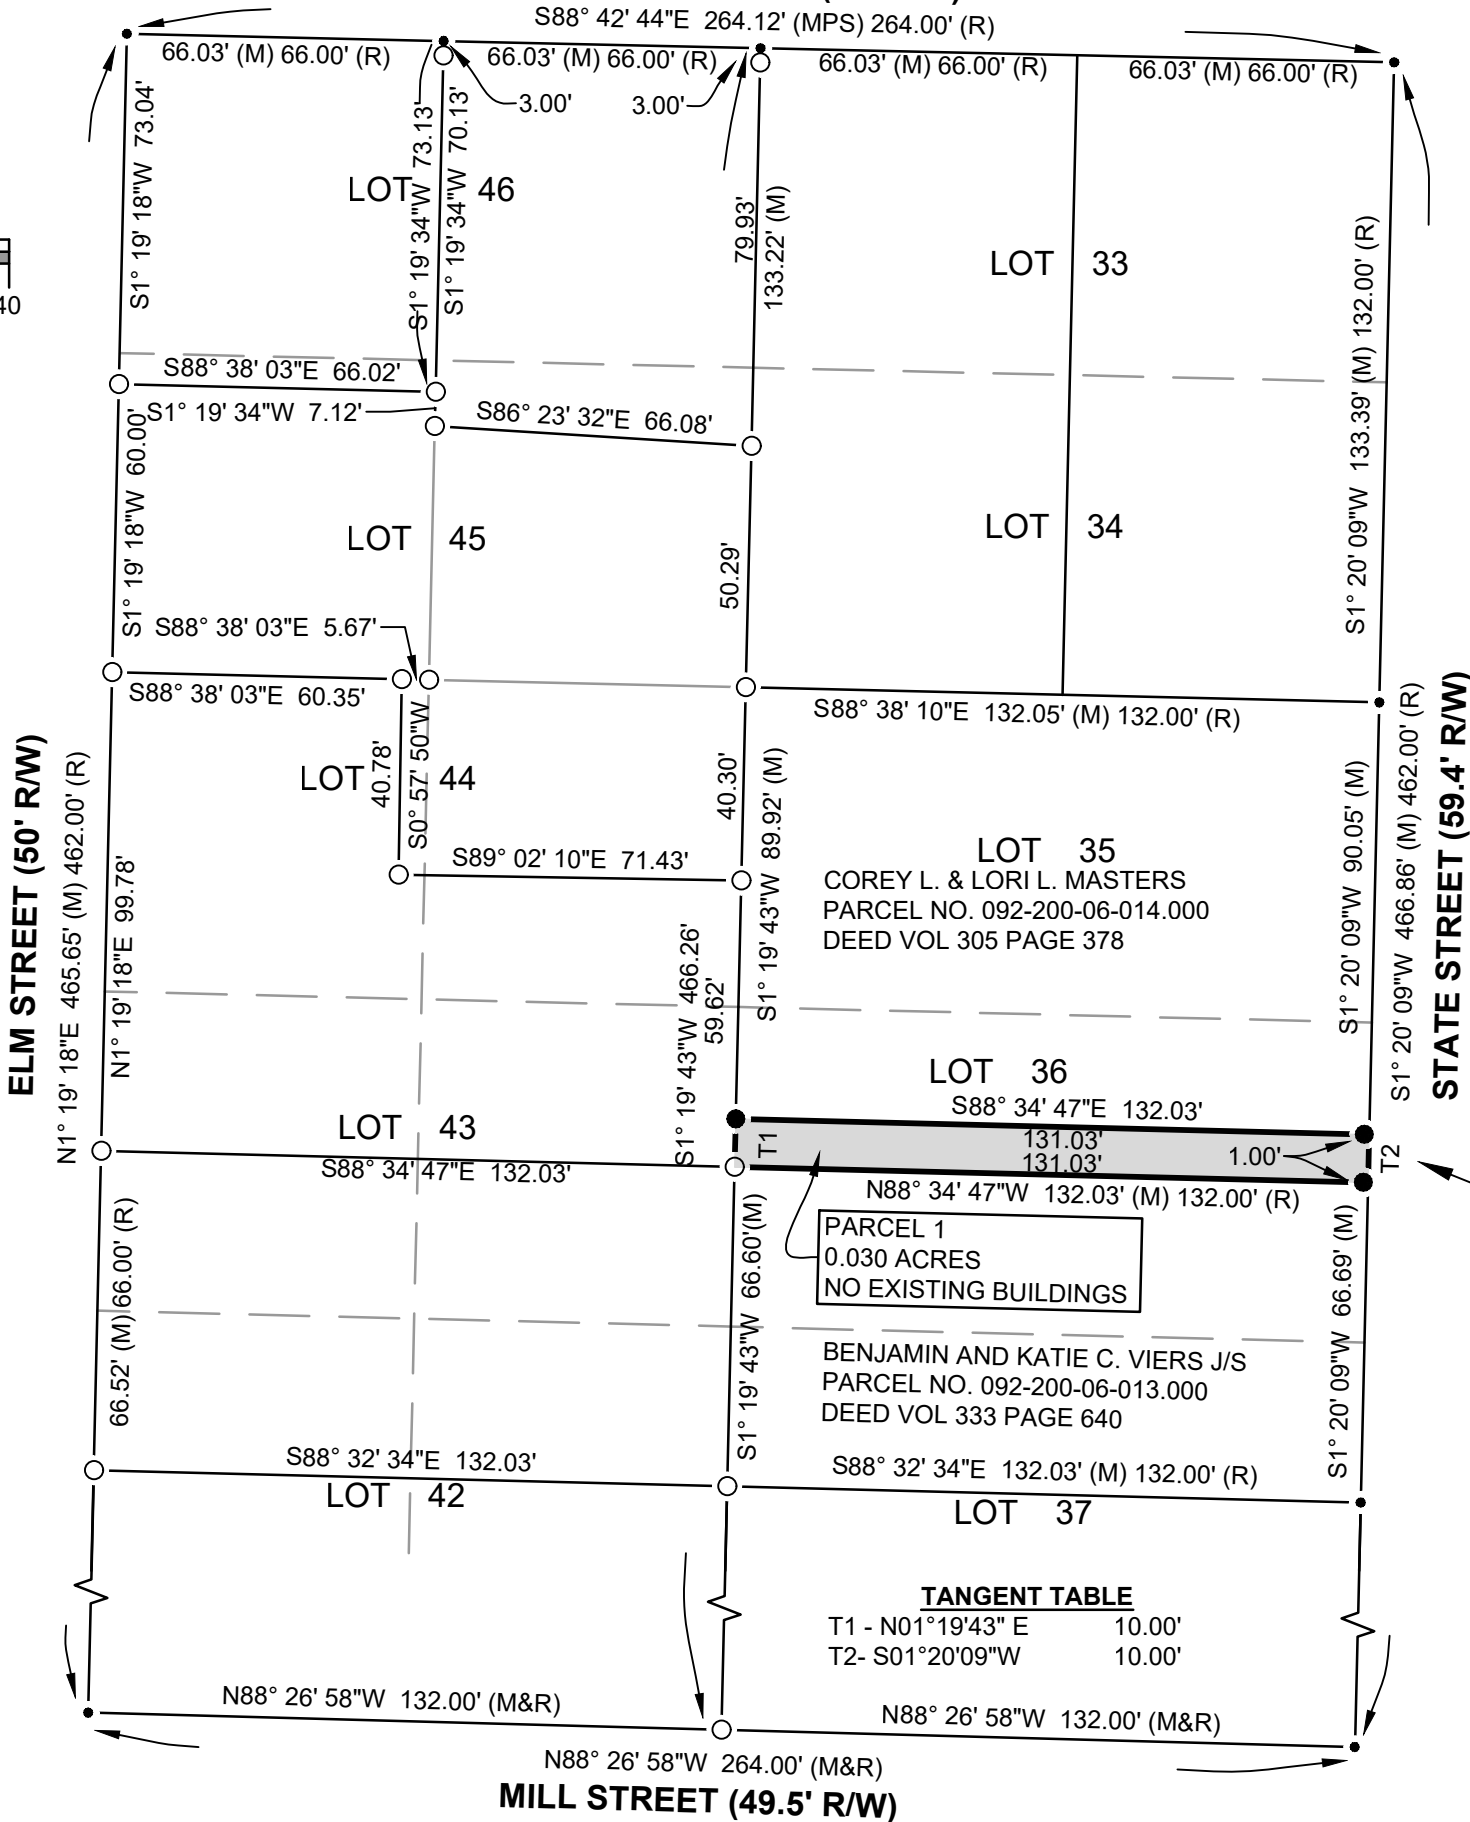 S88° 42' 44"E 264.12' (MPS) 264.00' (R)
66.03' (M) 66.00' (R)
66.03' (M) 66.00' (R)
66.03' (M) 66.00' (R)
66.03' (M) 66.00' (R)
3.00'
3.00'
S1° 19' 18"W 73.04'
S1° 19' 34"W 73.13'
S1° 19' 34"W 70.13'
LOT 46
79.93'
133.22' (M)
LOT 33
S1° 20' 09"W 133.39' (M) 132.00' (R)
40
S88° 38' 03"E 66.02'
S1° 19' 34"W 7.12'
S86° 23' 32"E 66.08'
S1° 19' 18"W 60.00'
LOT 45
LOT 34
50.29'
S88° 38' 03"E 5.67'
S88° 38' 03"E 60.35'
S88° 38' 10"E 132.05' (M) 132.00' (R)
ELM STREET (50' R/W)
N1° 19' 18"E 465.65' (M) 462.00' (R)
N1° 19' 18"E 99.78'
LOT 44
40.78'
S0° 57' 50"W
40.30'
S1° 19' 43"W 89.92' (M)
S89° 02' 10"E 71.43'
LOT 35
COREY L. & LORI L. MASTERS
PARCEL NO. 092-200-06-014.000
DEED VOL 305 PAGE 378
S1° 20' 09"W 90.05' (M)
S1° 20' 09"W 466.86' (M) 462.00' (R)
STATE STREET (59.4' R/W)
S1° 19' 43"W 466.26'
59.62'
LOT 36
LOT 43
S88° 34' 47"E 132.03'
S88° 34' 47"E 132.03'
T1
131.03'
131.03'
1.00'
T2
N88° 34' 47"W 132.03' (M) 132.00' (R)
PARCEL 1
0.030 ACRES
NO EXISTING BUILDINGS
66.52' (M) 66.00' (R)
S1° 19' 43"W 66.60'(M)
S1° 20' 09"W 66.69' (M)
BENJAMIN AND KATIE C. VIERS J/S
PARCEL NO. 092-200-06-013.000
DEED VOL 333 PAGE 640
S88° 32' 34"E 132.03'
S88° 32' 34"E 132.03' (M) 132.00' (R)
LOT 42
LOT 37
TANGENT TABLE
T1 - N01°19'43" E 10.00'
T2- S01°20'09"W 10.00'
N88° 26' 58"W 132.00' (M&R)
N88° 26' 58"W 132.00' (M&R)
N88° 26' 58"W 264.00' (M&R)
MILL STREET (49.5' R/W)